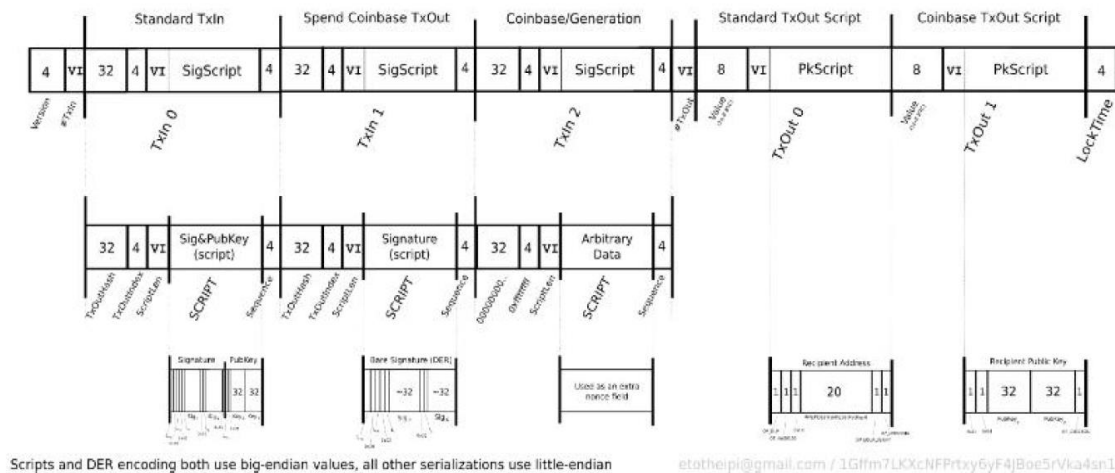 Standard TxIn Spend Coinbase TxOut Coinbase/Generation Standard TxOut Script Coinbase TxOut Script
4 VI 32 4 VI SigScript 4 32 4 VI SigScript 4 32 4 VI SigScript 4 VI 8 VI PkScript 8 VI PkScript 4
Version #TxIn TxIn 0 TxIn 1 TxIn 2 #TxOut Value TxOut 0 Value TxOut 1 LockTime
32 4 VI Sig&PubKey 4 32 4 VI Signature 4 32 4 VI Arbitrary 4
(script) (script) Data
TxOutHash TxOutIndex ScriptLen SCRIPT Sequence TxOutHash TxOutIndex ScriptLen SCRIPT Sequence 00000000.. 0xffffffff ScriptLen SCRIPT Sequence
Signature PubKey Bare Signature (DER) Recipient Address Recipient Public Key
32 32 ~32 ~32 Used as an extra 1 1 1 20 1 1 1 1 32 32 1
nonce field
Scripts and DER encoding both use big-endian values, all other serializations use little-endian
etotheipi@gmail.com / 1Gffm7LKXcNFPrtxy6yF4JBoe5rVka4sn1